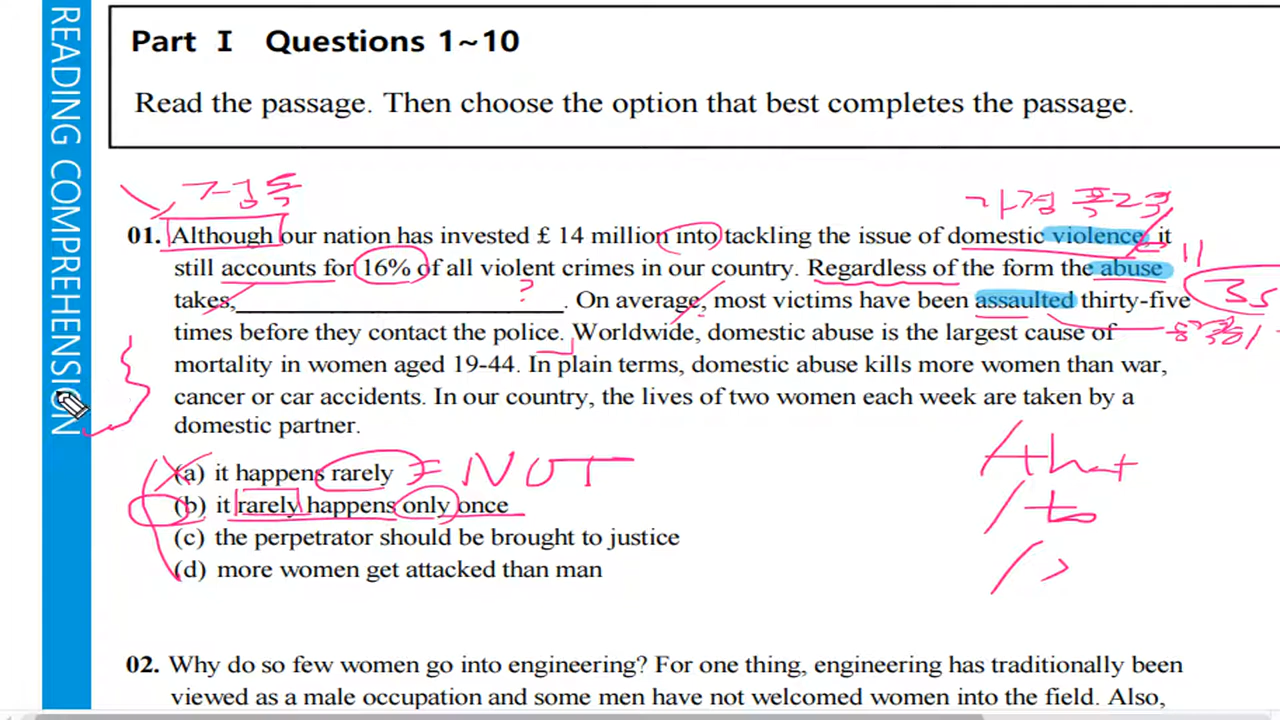 READING COMPREHENSION
Part I Questions 1~10
Read the passage. Then choose the option that best completes the passage.
정독
가정 폭력
01. Although our nation has invested £ 14 million into tackling the issue of domestic violence, it
still accounts for 16% of all violent crimes in our country. Regardless of the form the abuse
takes,______________________________. On average, most victims have been assaulted thirty-five
?
35
times before they contact the police. Worldwide, domestic abuse is the largest cause of
mortality in women aged 19-44. In plain terms, domestic abuse kills more women than war,
cancer or car accidents. In our country, the lives of two women each week are taken by a
domestic partner.
(a) it happens rarely = NOT
(b) it rarely happens only once
(c) the perpetrator should be brought to justice
(d) more women get attacked than man
/that
/to
/
02. Why do so few women go into engineering? For one thing, engineering has traditionally been
viewed as a male occupation and some men have not welcomed women into the field. Also,